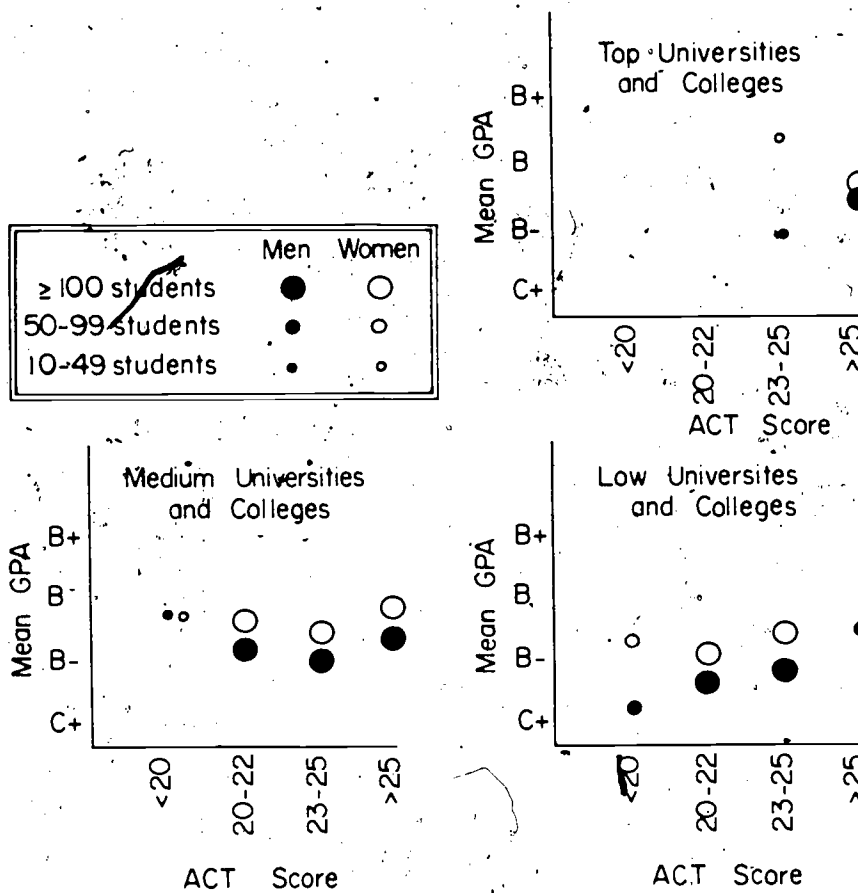 Top Universities
and Colleges
Mean GPA
B+
B
B-
C+
<20
20-22
23-25
>25
ACT Score
Men Women
≥ 100 students
50-99 students
10-49 students
Medium Universities
and Colleges
Mean GPA
B+
B
B-
C+
<20
20-22
23-25
>25
ACT Score
Low Universites
and Colleges
Mean GPA
B+
B
B-
C+
<20
20-22
23-25
>25
ACT Score